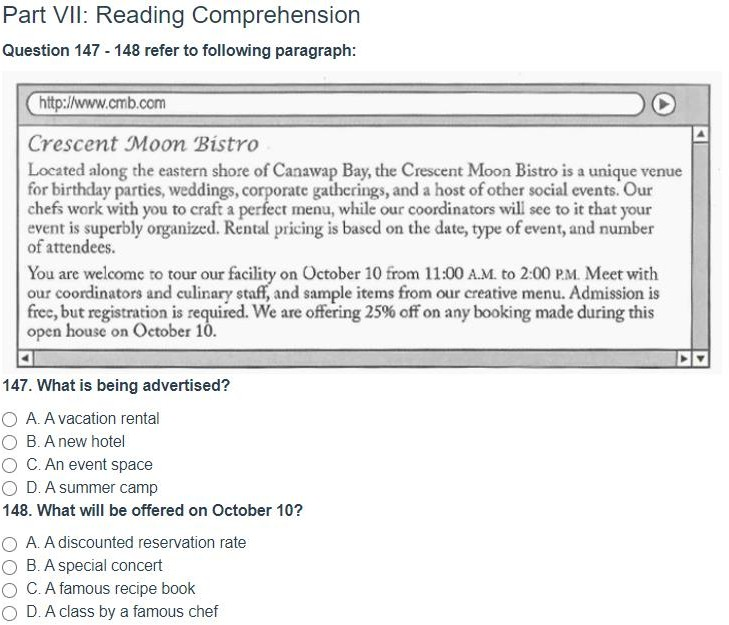 Part VII: Reading Comprehension
Question 147 - 148 refer to following paragraph:
http://www.cmb.com
Crescent Moon Bistro
Located along the eastern shore of Canawap Bay, the Crescent Moon Bistro is a unique venue
for birthday parties, weddings, corporate gatherings, and a host of other social events. Our
chefs work with you to craft a perfect menu, while our coordinators will see to it that your
event is superbly organized. Rental pricing is based on the date, type of event, and number
of attendees.
You are welcome to tour our facility on October 10 from 11:00 A.M. to 2:00 P.M. Meet with
our coordinators and culinary staff, and sample items from our creative menu. Admission is
free, but registration is required. We are offering 25% off on any booking made during this
open house on October 10.
147. What is being advertised?
A. A vacation rental
B. A new hotel
C. An event space
D. A summer camp
148. What will be offered on October 10?
A. A discounted reservation rate
B. A special concert
C. A famous recipe book
D. A class by a famous chef